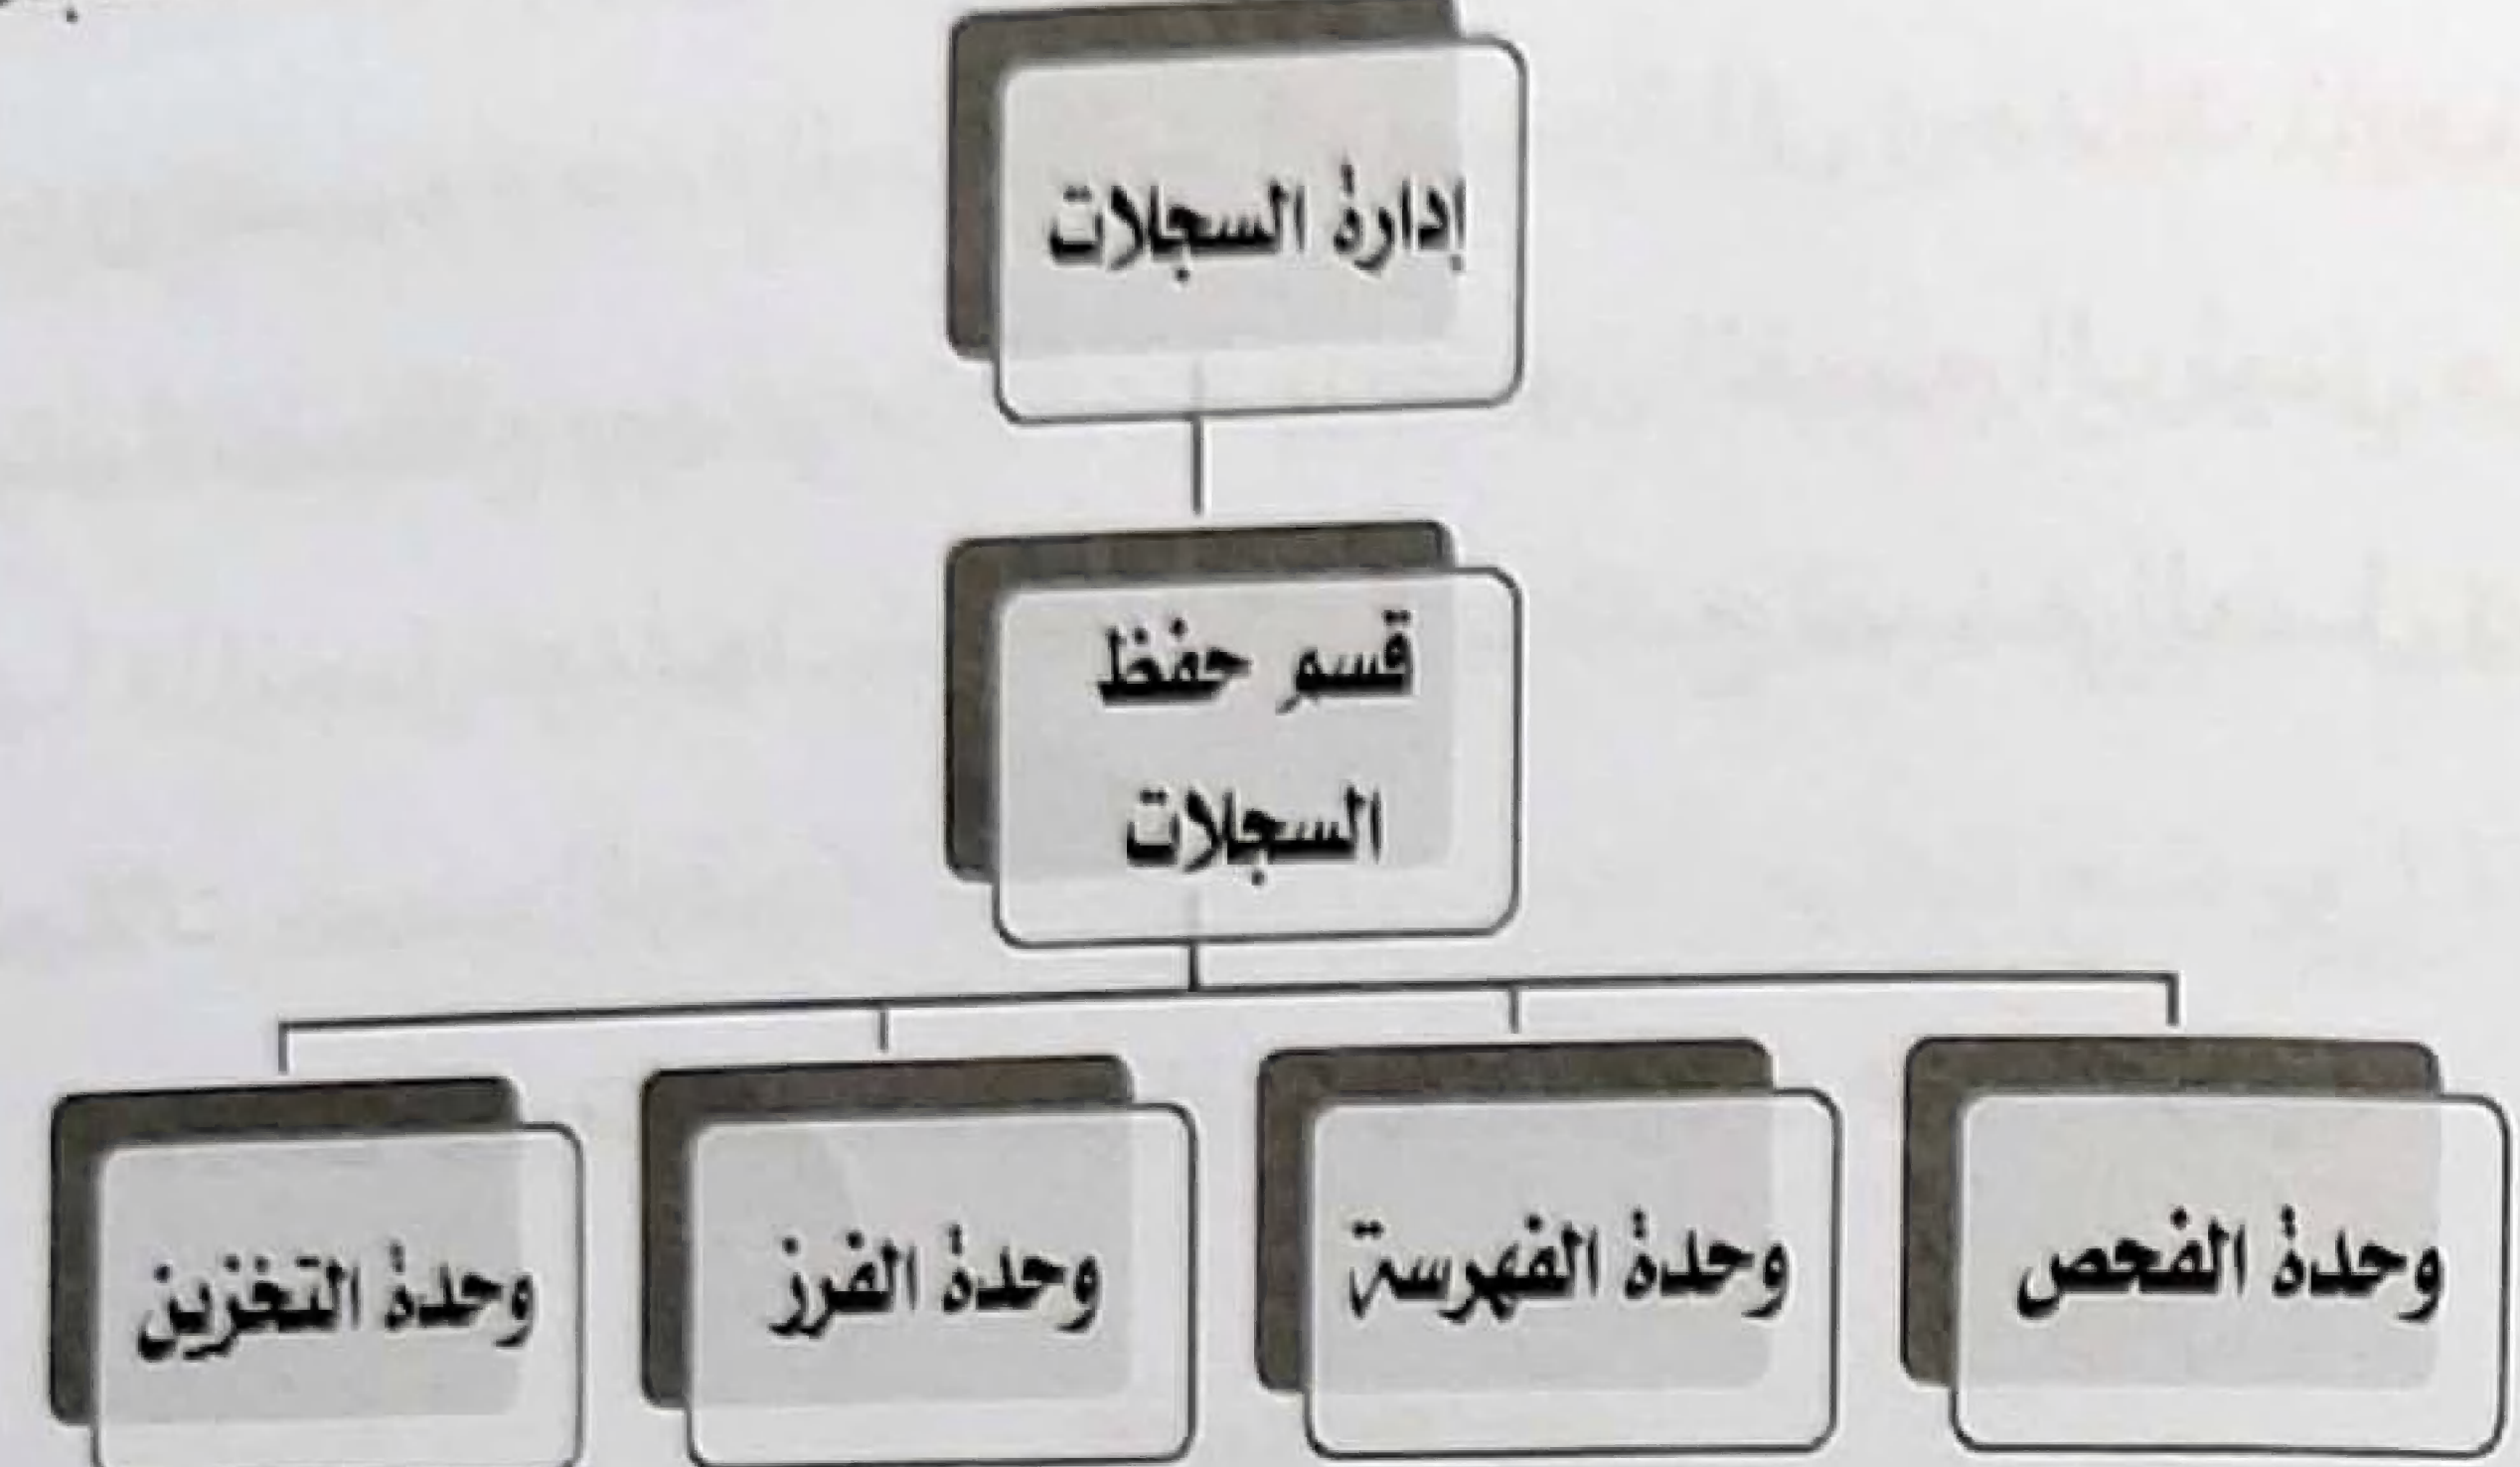 إدارة السجلات
قسم حفظ
السجلات
وحدة الفحص
وحدة الفهرسة
وحدة الفرز
وحدة التخزين